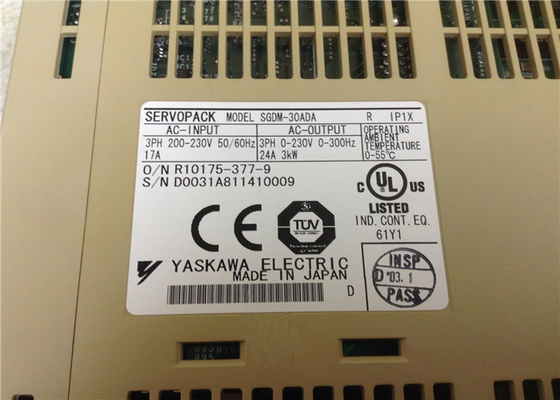 SERVOPACK MODEL SGDM-30ADA R IP1X
AC-INPUT AC-OUTPUT OPERATING AMBIENT TEMPERATURE
3PH 200-230V 50/60Hz 3PH 0-230V 0-300Hz
17A 24A 3kW 0-55°C
O/N R10175-377-9
S/N D0031A811410009
CE TÜV C UL US
LISTED
IND. CONT. EQ.
61Y1
YASKAWA ELECTRIC
MADE IN JAPAN
D
INSP
D '03. 1
PASS